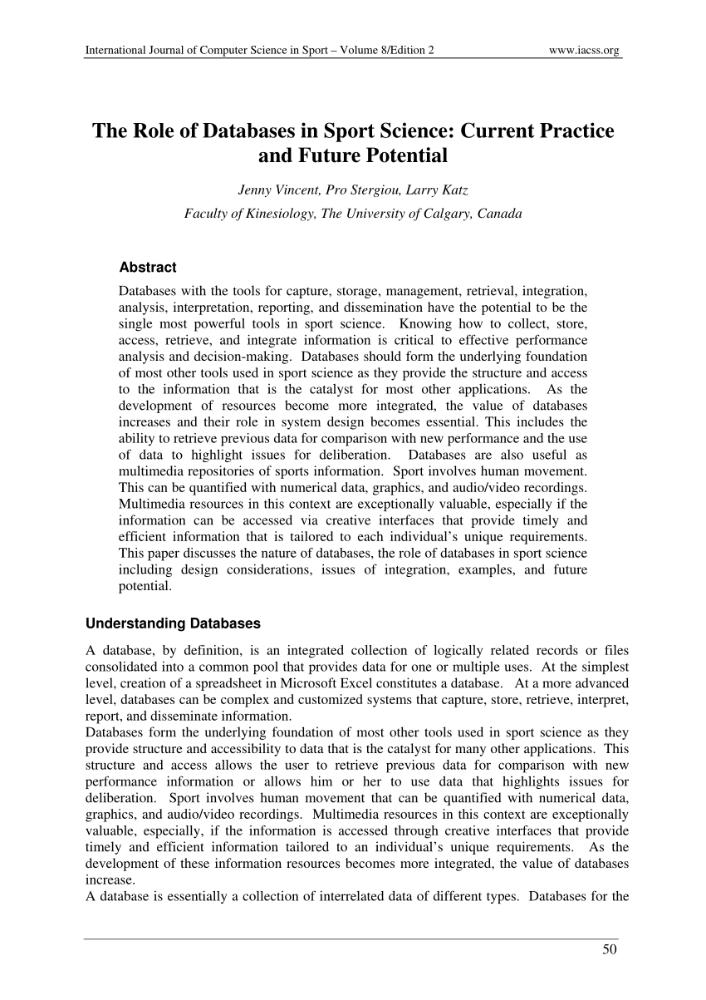 International Journal of Computer Science in Sport – Volume 8/Edition 2 www.iacss.org
The Role of Databases in Sport Science: Current Practice
and Future Potential
Jenny Vincent, Pro Stergiou, Larry Katz
Faculty of Kinesiology, The University of Calgary, Canada
Abstract
Databases with the tools for capture, storage, management, retrieval, integration,
analysis, interpretation, reporting, and dissemination have the potential to be the
single most powerful tools in sport science. Knowing how to collect, store,
access, retrieve, and integrate information is critical to effective performance
analysis and decision-making. Databases should form the underlying foundation
of most other tools used in sport science as they provide the structure and access
to the information that is the catalyst for most other applications. As the
development of resources become more integrated, the value of databases
increases and their role in system design becomes essential. This includes the
ability to retrieve previous data for comparison with new performance and the use
of data to highlight issues for deliberation. Databases are also useful as
multimedia repositories of sports information. Sport involves human movement.
This can be quantified with numerical data, graphics, and audio/video recordings.
Multimedia resources in this context are exceptionally valuable, especially if the
information can be accessed via creative interfaces that provide timely and
efficient information that is tailored to each individual’s unique requirements.
This paper discusses the nature of databases, the role of databases in sport science
including design considerations, issues of integration, examples, and future
potential.
Understanding Databases
A database, by definition, is an integrated collection of logically related records or files
consolidated into a common pool that provides data for one or multiple uses. At the simplest
level, creation of a spreadsheet in Microsoft Excel constitutes a database. At a more advanced
level, databases can be complex and customized systems that capture, store, retrieve, interpret,
report, and disseminate information.
Databases form the underlying foundation of most other tools used in sport science as they
provide structure and accessibility to data that is the catalyst for many other applications. This
structure and access allows the user to retrieve previous data for comparison with new
performance information or allows him or her to use data that highlights issues for
deliberation. Sport involves human movement that can be quantified with numerical data,
graphics, and audio/video recordings. Multimedia resources in this context are exceptionally
valuable, especially, if the information is accessed through creative interfaces that provide
timely and efficient information tailored to an individual’s unique requirements. As the
development of these information resources becomes more integrated, the value of databases
increase.
A database is essentially a collection of interrelated data of different types. Databases for the
50